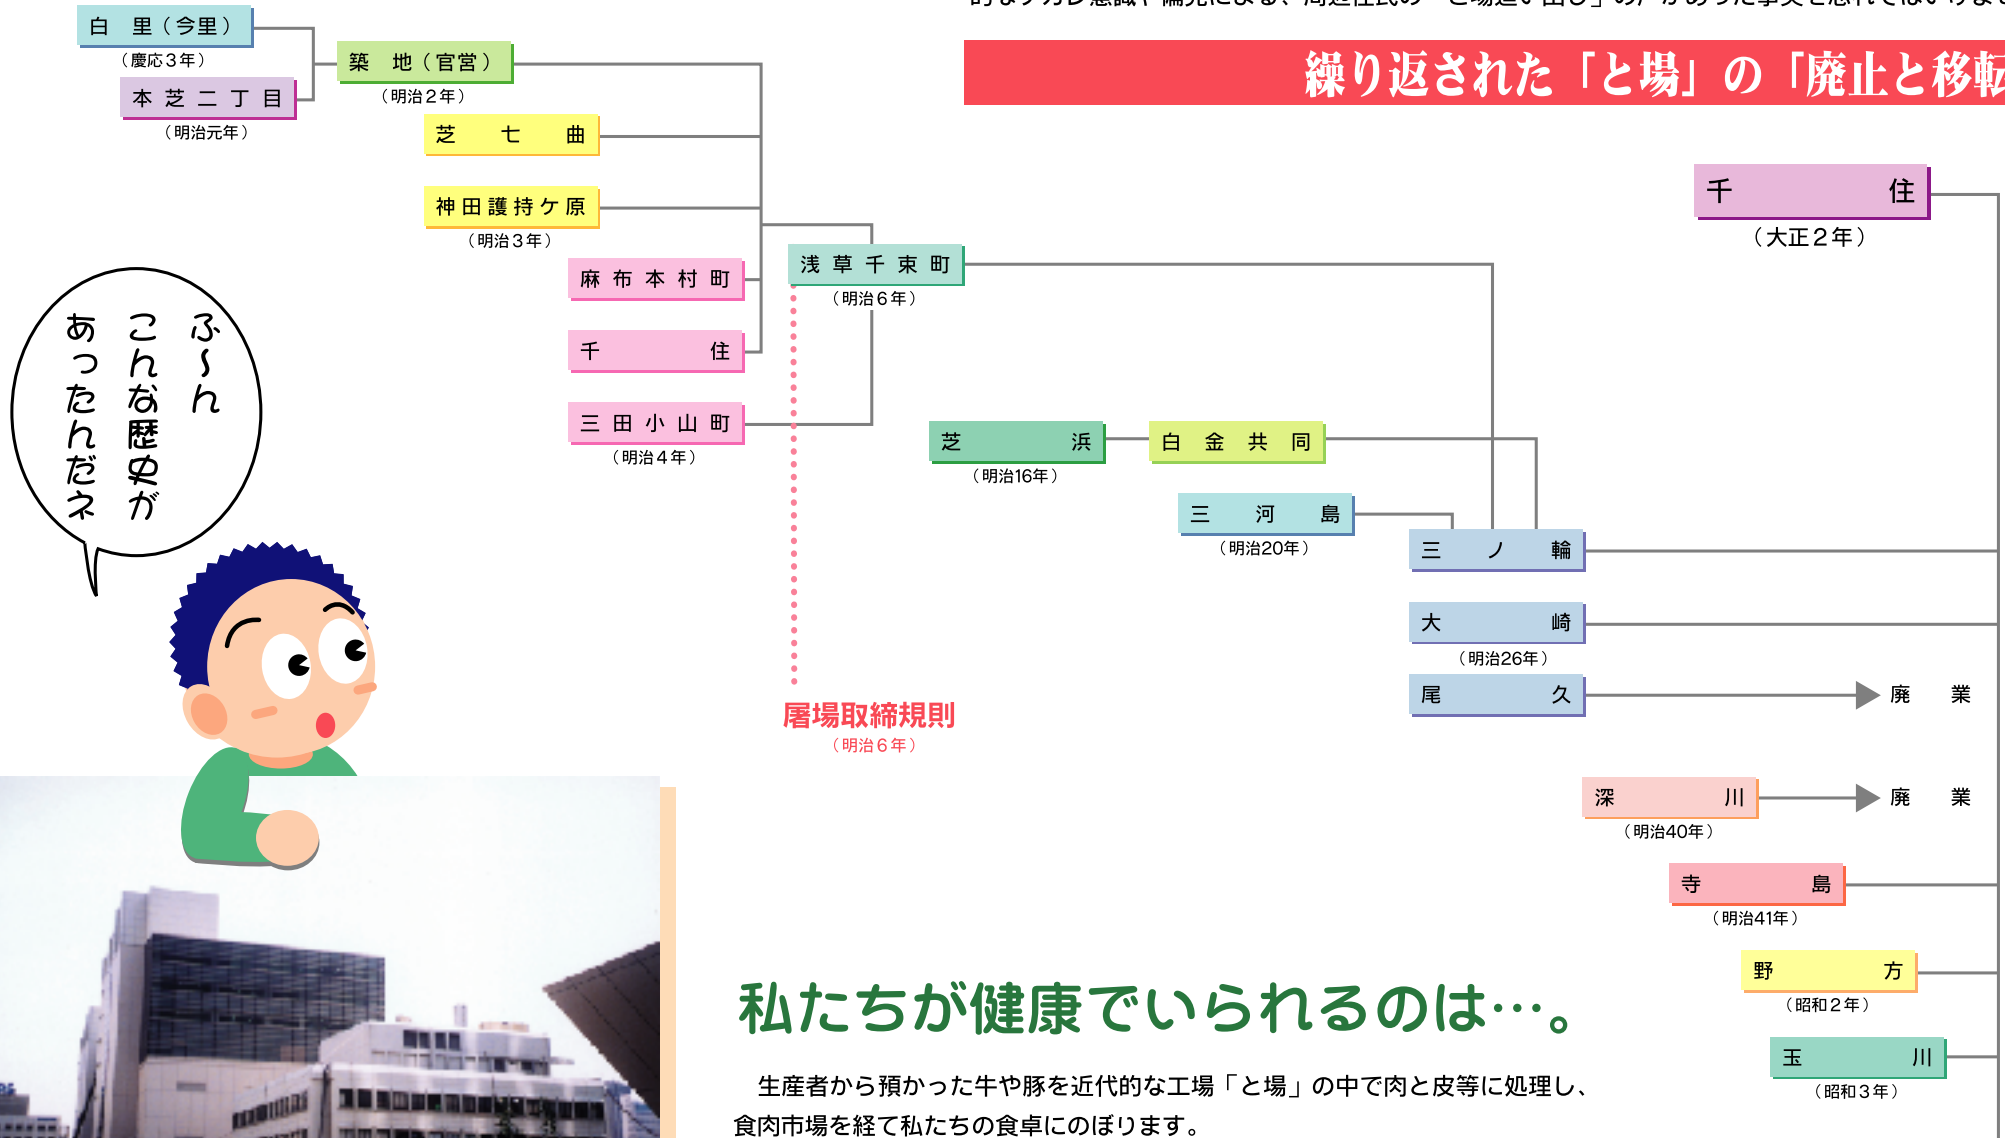 白里（今里）
（慶応３年）
本芝二丁目
（明治元年）
築地（官営）
（明治２年）
芝七曲
神田護持ケ原
（明治３年）
麻布本村町
千住
三田小山町
（明治４年）
浅草千束町
（明治６年）
屠場取締規則
（明治６年）
繰り返された「と場」の「廃止と移転
千住
（大正２年）
芝浜
（明治16年）
白金共同
三河島
（明治20年）
三ノ輪
大崎
（明治26年）
尾久
廃業
深川
（明治40年）
廃業
寺島
（明治41年）
野方
（昭和２年）
玉川
（昭和３年）
ふ〜ん
こんな歴史が
あったんだネ
私たちが健康でいられるのは…。
生産者から預かった牛や豚を近代的な工場「と場」の中で肉と皮等に処理し、
食肉市場を経て私たちの食卓にのぼります。